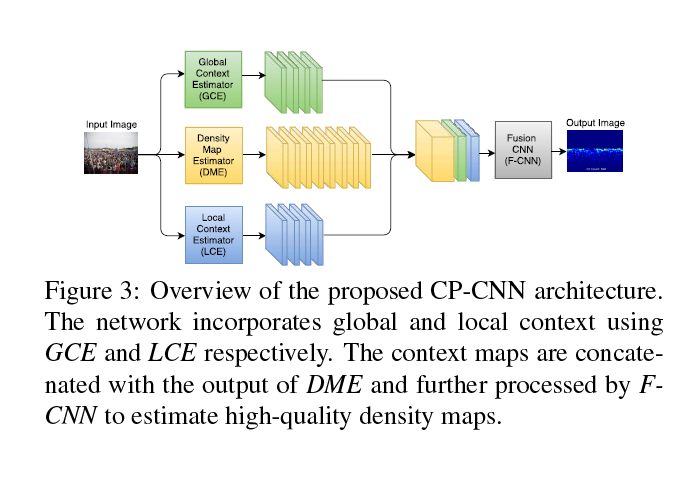 Global
Context
Estimator
(GCE)
Input Image
Density
Map
Estimator
(DME)
Local
Context
Estimator
(LCE)
Fusion
CNN
(F-CNN)
Output Image
Figure 3: Overview of the proposed CP-CNN architecture.
The network incorporates global and local context using
GCE and LCE respectively. The context maps are concate-
nated with the output of DME and further processed by F-
CNN to estimate high-quality density maps.